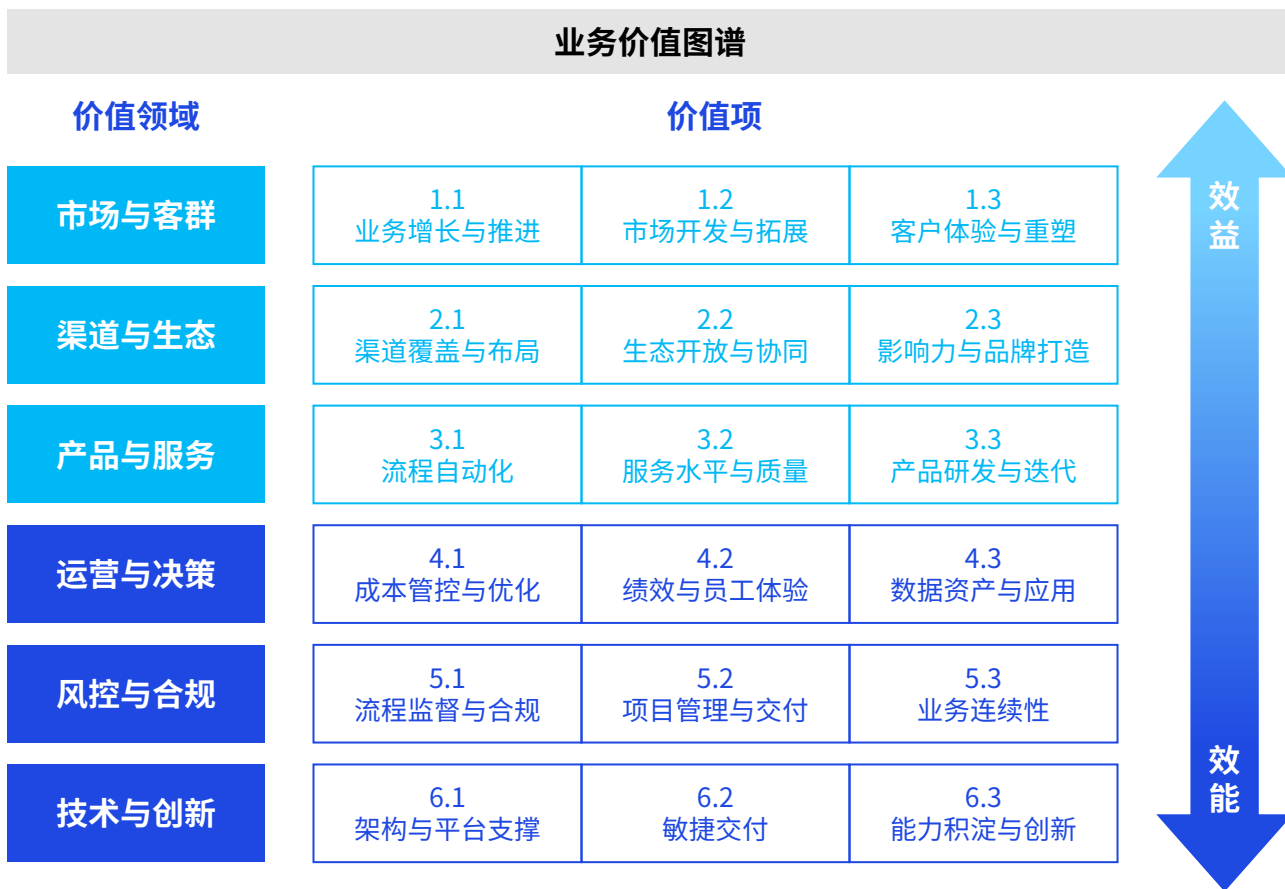 业务价值图谱
价值领域
价值项
市场与客群
1.1
业务增长与推进
1.2
市场开发与拓展
1.3
客户体验与重塑
渠道与生态
2.1
渠道覆盖与布局
2.2
生态开放与协同
2.3
影响力与品牌打造
产品与服务
3.1
流程自动化
3.2
服务水平与质量
3.3
产品研发与迭代
运营与决策
4.1
成本管控与优化
4.2
绩效与员工体验
4.3
数据资产与应用
风控与合规
5.1
流程监督与合规
5.2
项目管理与交付
5.3
业务连续性
技术与创新
6.1
架构与平台支撑
6.2
敏捷交付
6.3
能力积淀与创新
效益
效能